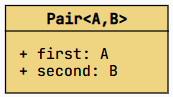 Pair<A,B>
+ first: A
+ second: B